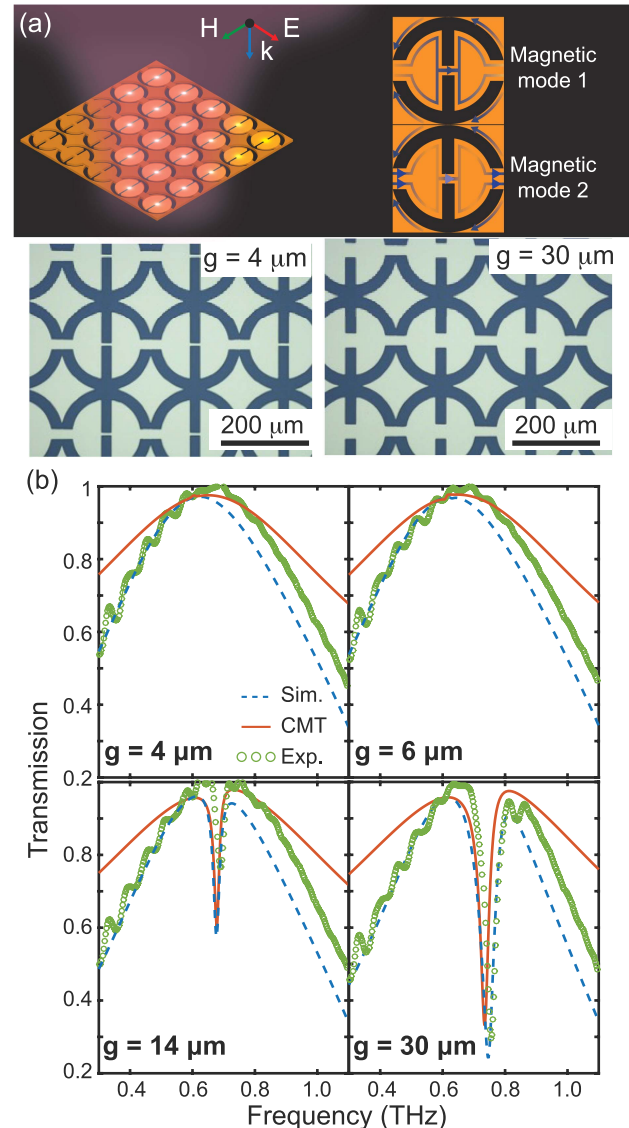 (a)
H
E
k
Magnetic
mode 1
Magnetic
mode 2
g = 4 μm
g = 30 μm
200 μm
200 μm
(b)
Transmission
1
0.8
0.6
0.4
0.2
0.8
0.6
0.4
0.2
Sim.
CMT
Exp.
g = 4 μm
g = 6 μm
g = 14 μm
g = 30 μm
0.4
0.6
0.8
1.0
0.4
0.6
0.8
1.0
Frequency (THz)